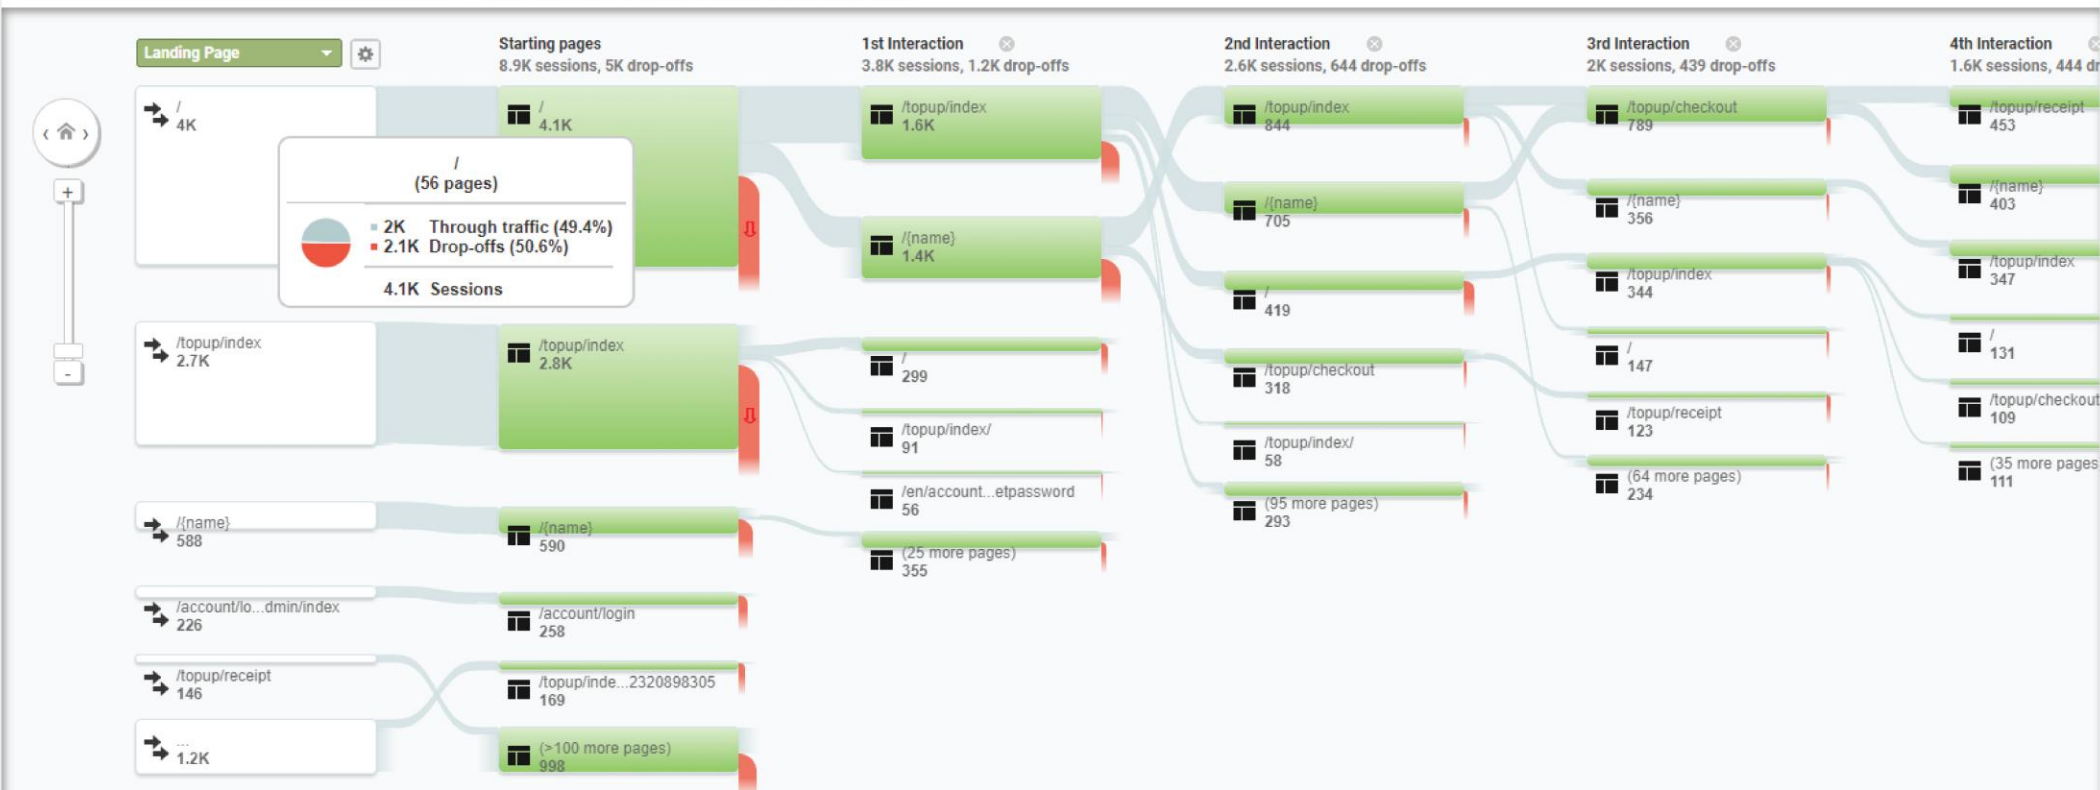 Landing Page
Starting pages
8.9K sessions, 5K drop-offs
1st Interaction
3.8K sessions, 1.2K drop-offs
2nd Interaction
2.6K sessions, 644 drop-offs
3rd Interaction
2K sessions, 439 drop-offs
4th Interaction
1.6K sessions, 444 dr
/
4K
/topup/index
2.7K
/{name}
588
/account/lo...dmin/index
226
/topup/receipt
146
...
1.2K
/
4.1K
/
(56 pages)
2K Through traffic (49.4%)
2.1K Drop-offs (50.6%)
4.1K Sessions
/topup/index
2.8K
/{name}
590
/account/login
258
/topup/inde...2320898305
169
(>100 more pages)
998
/topup/index
1.6K
/{name}
1.4K
/
299
/topup/index/
91
/en/account...etpassword
56
(25 more pages)
355
/topup/index
844
/{name}
705
/
419
/topup/checkout
318
/topup/index/
58
(95 more pages)
293
/topup/checkout
789
/{name}
356
/topup/index
344
/
147
/topup/receipt
123
(64 more pages)
234
/topup/receipt
453
/{name}
403
/topup/index
347
/
131
/topup/checkout
109
(35 more pages
111